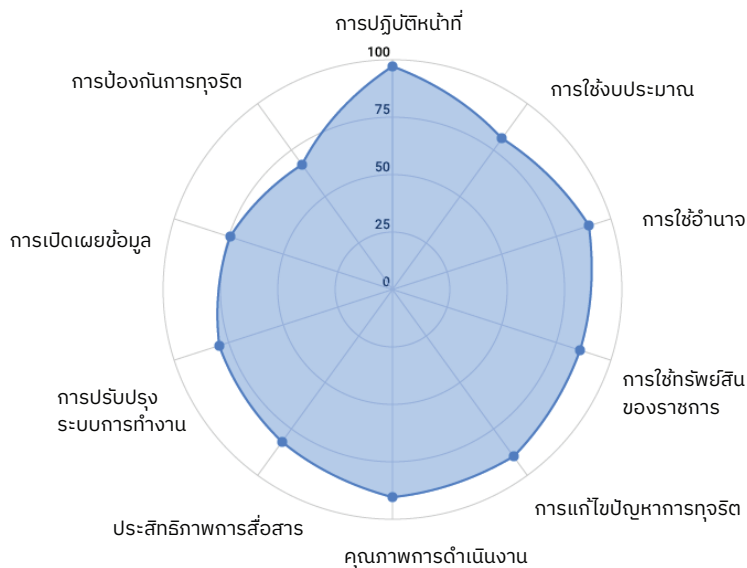 การปฏิบัติหน้าที่
100
การป้องกันการทุจริต
การใช้งบประมาณ
75
50
การใช้อำนาจ
25
การเปิดเผยข้อมูล
0
การใช้ทรัพย์สิน
ของราชการ
การปรับปรุง
ระบบการทำงาน
การแก้ไขปัญหาการทุจริต
ประสิทธิภาพการสื่อสาร
คุณภาพการดำเนินงาน